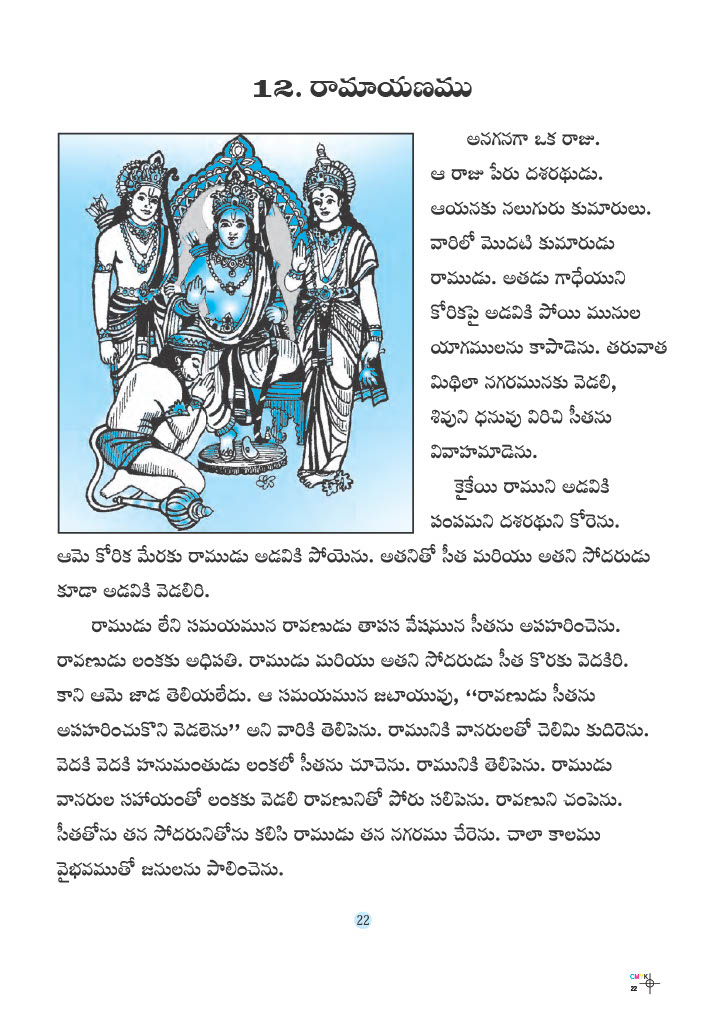 12. రామాయణము
అనగనగా ఒక రాజు.
ఆ రాజు పేరు దశరథుడు.
ఆయనకు నలుగురు కుమారులు.
వారిలో మొదటి కుమారుడు
రాముడు. అతడు గాధేయుని
కోరికపై అడవికి పోయి మునుల
యాగములను కాపాడెను. తరువాత
మిథిలా నగరమునకు వెడలి,
శివుని ధనువు విరిచి సీతను
వివాహమాడెను.
కైకేయి రాముని అడవికి
పంపమని దశరథుని కోరెను.
ఆమె కోరిక మేరకు రాముడు అడవికి పోయెను. అతనితో సీత మరియు అతని సోదరుడు
కూడా అడవికి వెడలిరి.
రాముడు లేని సమయమున రావణుడు తాపస వేషమున సీతను అపహరించెను.
రావణుడు లంకకు అధిపతి. రాముడు మరియు అతని సోదరుడు సీత కొరకు వెదకిరి.
కాని ఆమె జాడ తెలియలేదు. ఆ సమయమున జటాయువు, “రావణుడు సీతను
అపహరించుకొని వెడలెను” అని వారికి తెలిపెను. రామునికి వానరులతో చెలిమి కుదిరెను.
వెదకి వెదకి హనుమంతుడు లంకలో సీతను చూచెను. రామునికి తెలిపెను. రాముడు
వానరుల సహాయంతో లంకకు వెడలి రావణునితో పోరు సలిపెను. రావణుని చంపెను.
సీతతోను తన సోదరునితోను కలిసి రాముడు తన నగరము చేరెను. చాలా కాలము
వైభవముతో జనులను పాలించెను.
22
CMYK
22